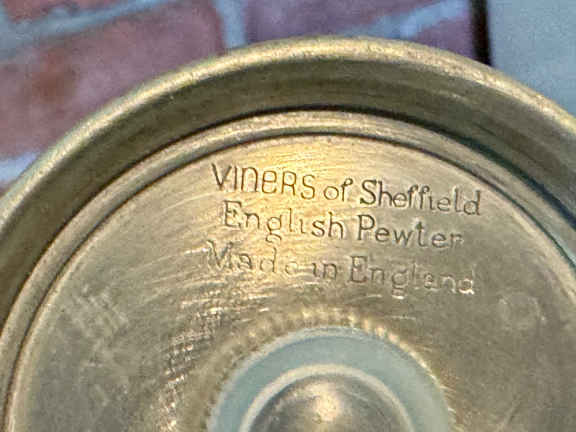 VINERS of Sheffield
English Pewter
Made in England